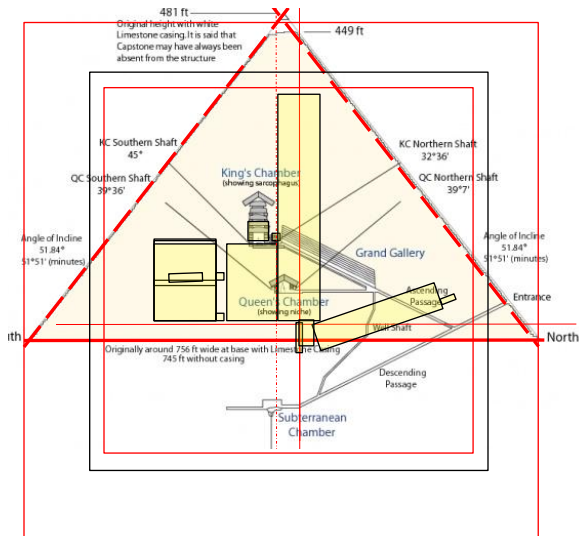 481 ft
Original height with white
Limestone casing. It is said that
Capstone may have always been
absent from the structure
449 ft
KC Southern Shaft
45°
KC Northern Shaft
32°36'
QC Southern Shaft
39°36'
QC Northern Shaft
39°7'
King's Chamber
(showing sarcophagus)
Angle of Incline
51.84°
51°51' (minutes)
Grand Gallery
Angle of Incline
51.84°
51°51' (minutes)
Ascending
Passage
Entrance
Queen's Chamber
(showing niche)
Well Shaft
North
Originally around 756 ft wide at base with Limestone Casing
745 ft without casing
Descending
Passage
Subterranean
Chamber